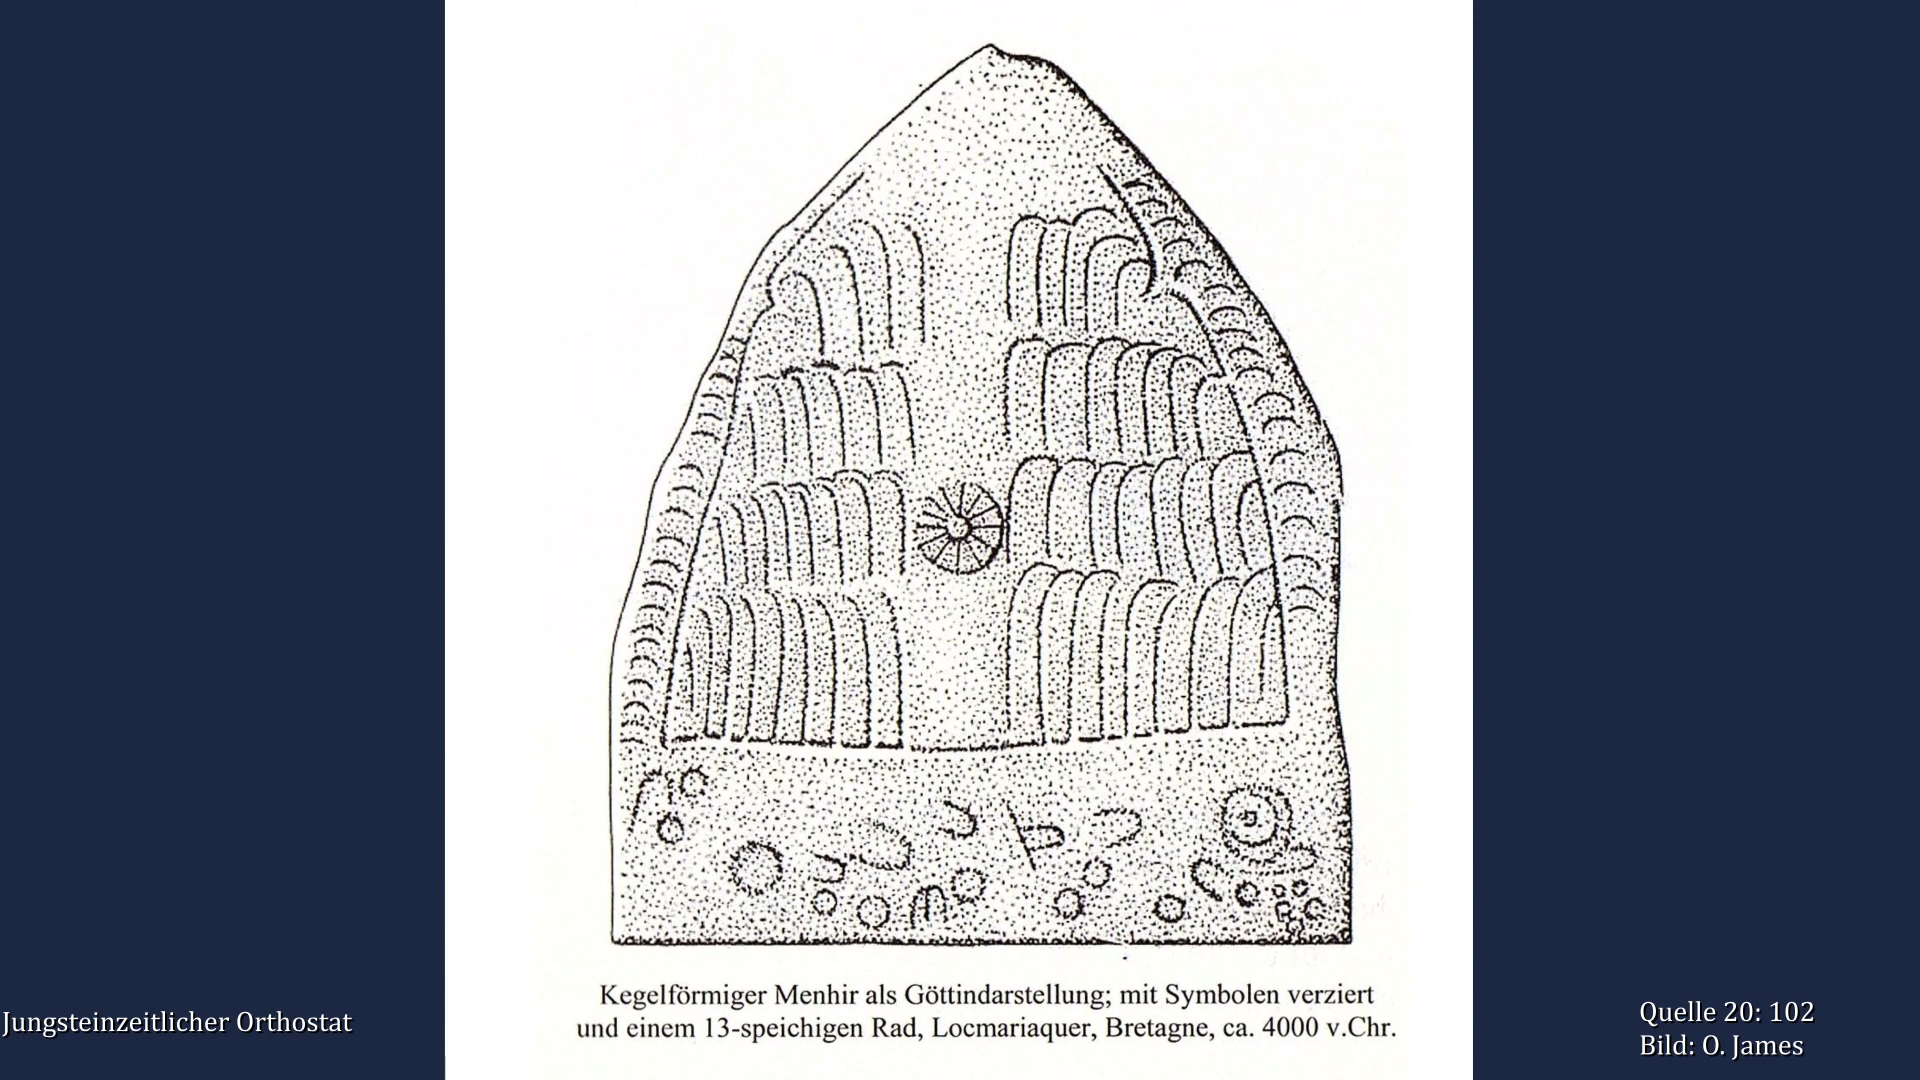 Kegelförmiger Menhir als Göttindarstellung; mit Symbolen verziert
und einem 13-speichigen Rad, Locmariaquer, Bretagne, ca. 4000 v.Chr.
Jungsteinzeitlicher Orthostat
Quelle 20: 102
Bild: O. James